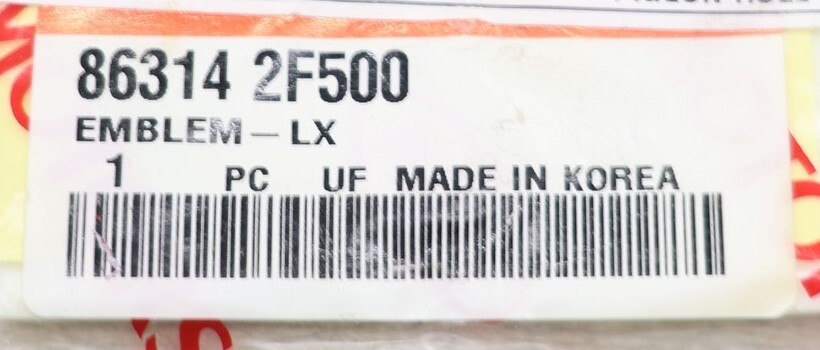 86314 2F500
EMBLEM-LX
1 PC UF MADE IN KOREA